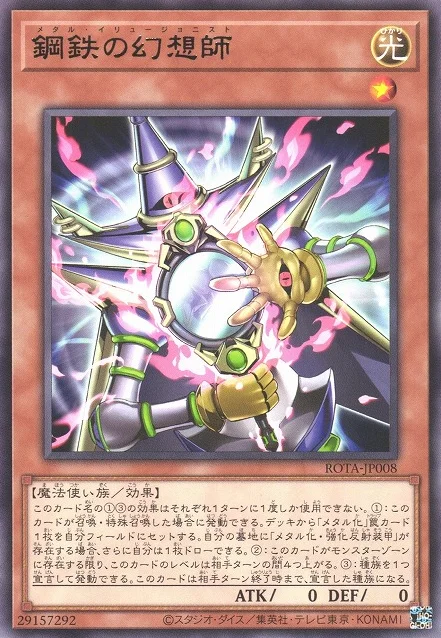 メタル・イリュージョニスト
鋼鉄の幻想師
ひかり
光
ROTA-JP008
【魔法使い族／効果】
このカード名の①③の効果はそれぞれ1ターンに1度しか使用できない。①：この
カードが召喚・特殊召喚した場合に発動できる。デッキから「メタル化」罠カード
1枚を自分フィールドにセットする。自分の墓地に「メタル化・強化反射装甲」が
存在する場合、さらに自分は1枚ドローできる。②：このカードがモンスターゾーン
に存在する限り、このカードのレベルは相手ターンの間4つ上がる。③：種族を1つ
宣言して発動できる。このカードは相手ターン終了時まで、宣言した種族になる。
ATK／ 0 DEF／ 0
29157292 ©スタジオ・ダイス／集英社・テレビ東京・KONAMI